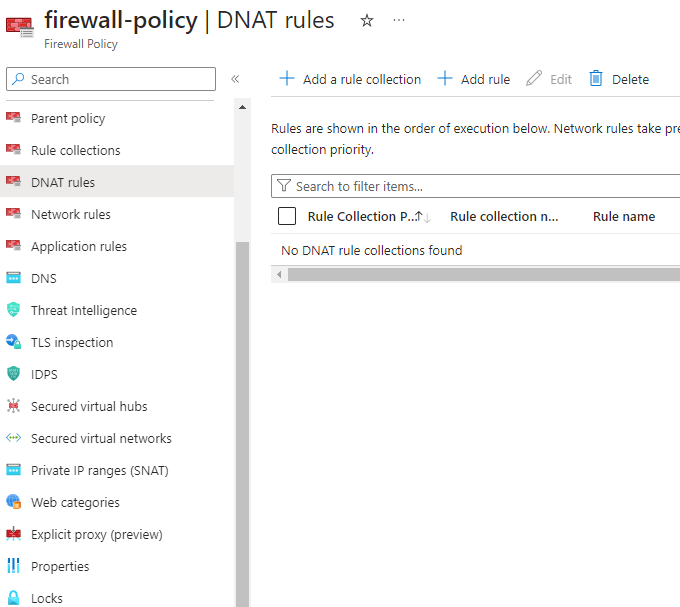 firewall-policy | DNAT rules
Firewall Policy
Search
Add a rule collection
Add rule
Edit
Delete
Parent policy
Rule collections
DNAT rules
Network rules
Application rules
DNS
Threat Intelligence
TLS inspection
IDPS
Secured virtual hubs
Secured virtual networks
Private IP ranges (SNAT)
Web categories
Explicit proxy (preview)
Properties
Locks
Rules are shown in the order of execution below. Network rules take pre
collection priority.
Search to filter items...
Rule Collection P... Rule collection n... Rule name
No DNAT rule collections found